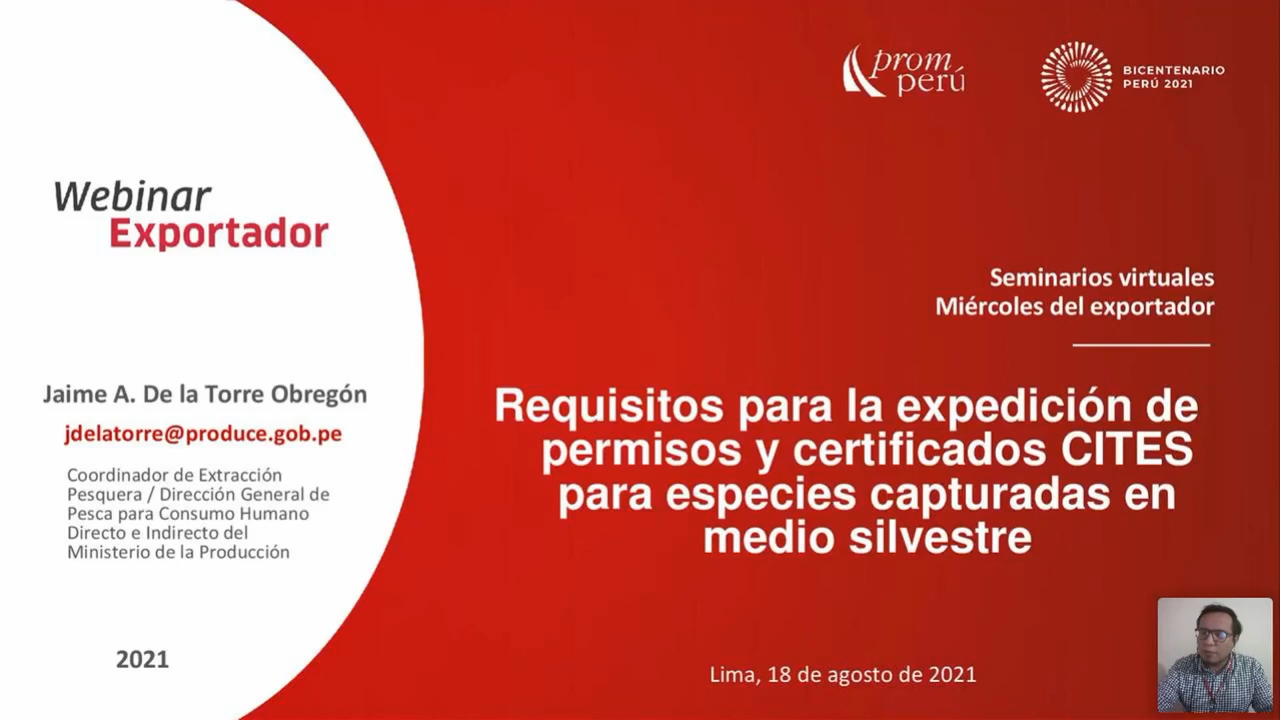 prom
perú
BICENTENARIO
PERÚ 2021
Webinar
Exportador
Seminarios virtuales
Miércoles del exportador
Jaime A. De la Torre Obregón
jdelatorre@produce.gob.pe
Coordinador de Extracción
Pesquera / Dirección General de
Pesca para Consumo Humano
Directo e Indirecto del
Ministerio de la Producción
2021
Requisitos para la expedición de
permisos y certificados CITES
para especies capturadas en
medio silvestre
Lima, 18 de agosto de 2021